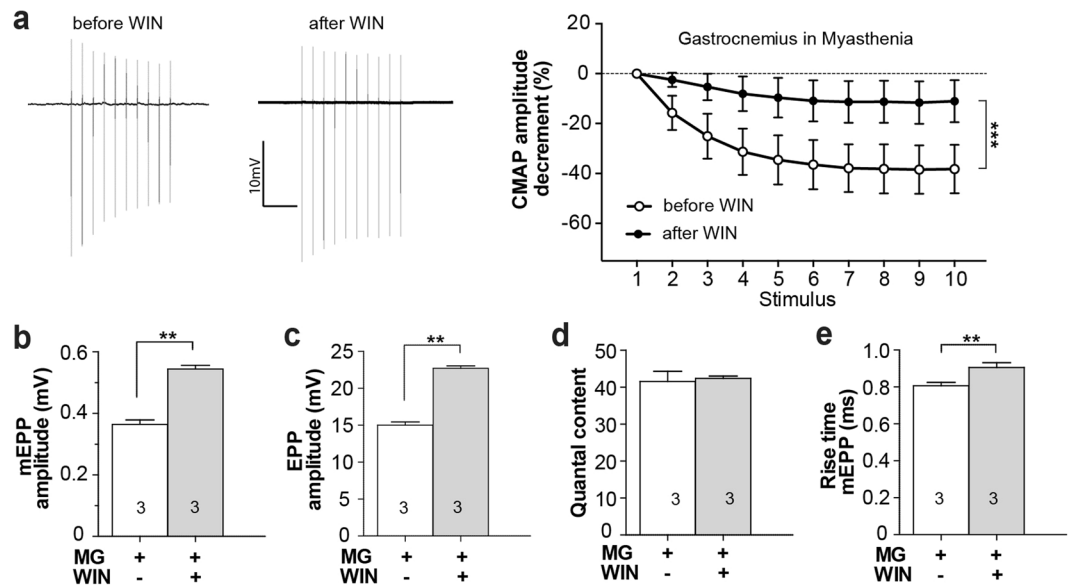 a
before WIN
after WIN
10mV
Gastrocnemius in Myasthenia
CMAP amplitude
decrement (%)
0
-20
-40
-60
***
before WIN
after WIN
1 2 3 4 5 6 7 8 9 10
Stimulus
b
**
mEPP
amplitude (mV)
0.6
0.4
0.2
0
3 3
MG + +
WIN - +
c
**
EPP
amplitude (mV)
25
20
15
10
5
0
3 3
MG + +
WIN - +
d
Quantal content
50
40
30
20
10
0
3 3
MG + +
WIN - +
e
**
Rise time
mEPP (ms)
1.0
0.8
0.6
0.4
0.2
0
3 3
MG + +
WIN - +